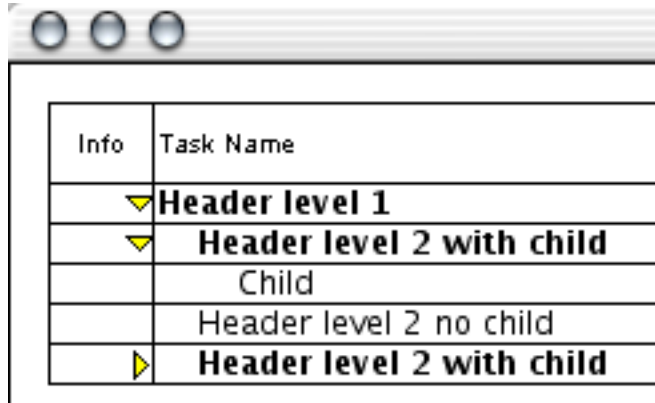 Info Task Name
Header level 1
Header level 2 with child
Child
Header level 2 no child
Header level 2 with child